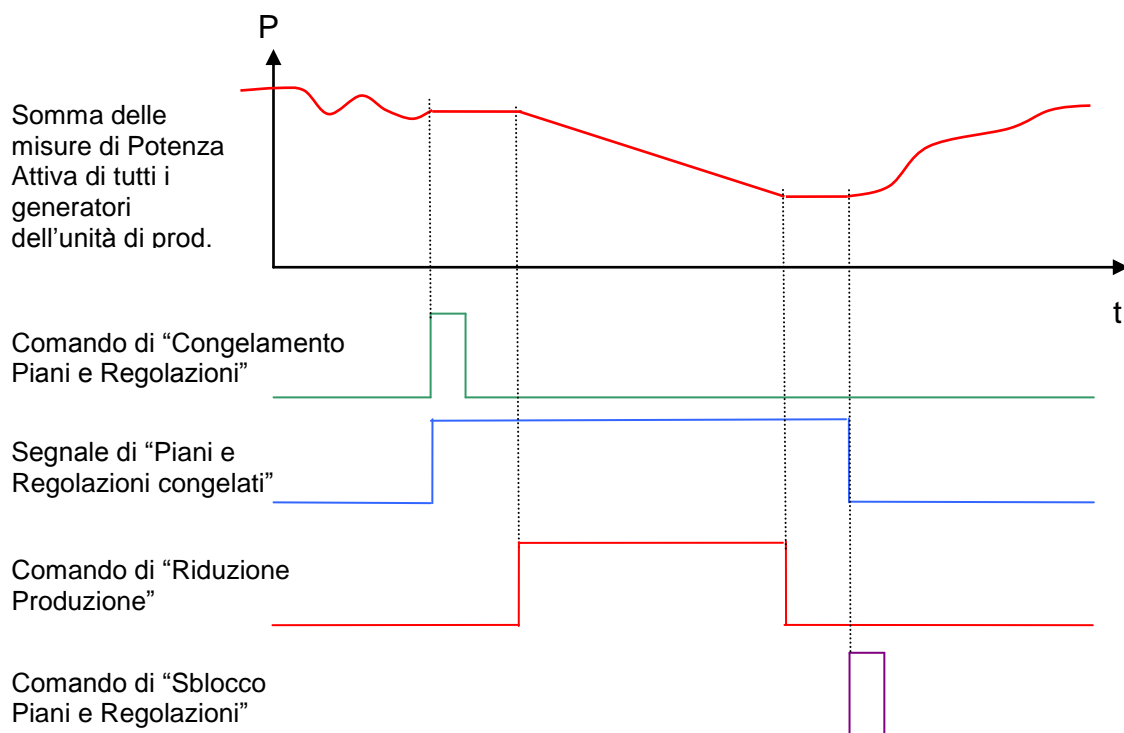 P
Somma delle
misure di Potenza
Attiva di tutti i
generatori
dell’unità di prod.
t
Comando di “Congelamento
Piani e Regolazioni”
Segnale di “Piani e
Regolazioni congelati”
Comando di “Riduzione
Produzione”
Comando di “Sblocco
Piani e Regolazioni”